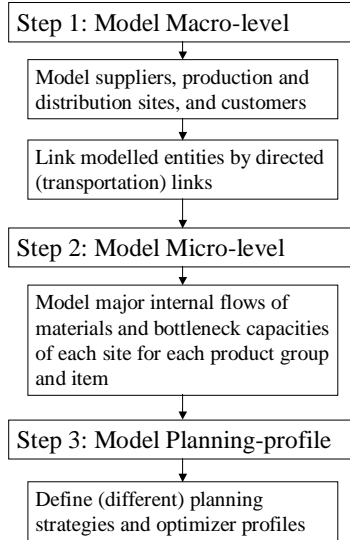 Step 1: Model Macro-level
Model suppliers, production and
distribution sites, and customers
Link modelled entities by directed
(transportation) links
Step 2: Model Micro-level
Model major internal flows of
materials and bottleneck capacities
of each site for each product group
and item
Step 3: Model Planning-profile
Define (different) planning
strategies and optimizer profiles